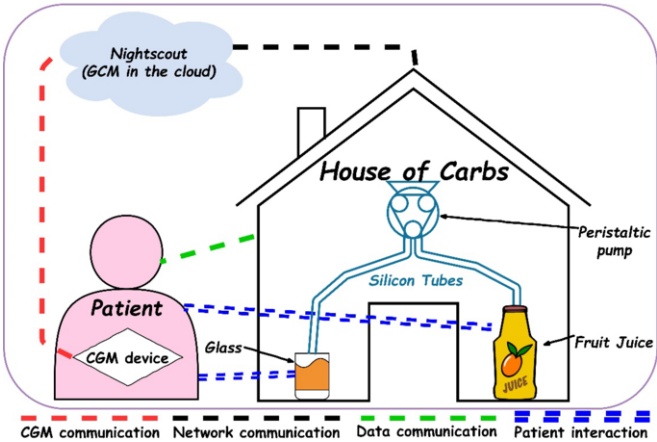 Nightscout
(GCM in the cloud)
House of Carbs
Peristaltic
pump
Silicon Tubes
Patient
Glass
Fruit Juice
CGM device
JUICE
CGM communication
Network communication
Data communication
Patient interaction